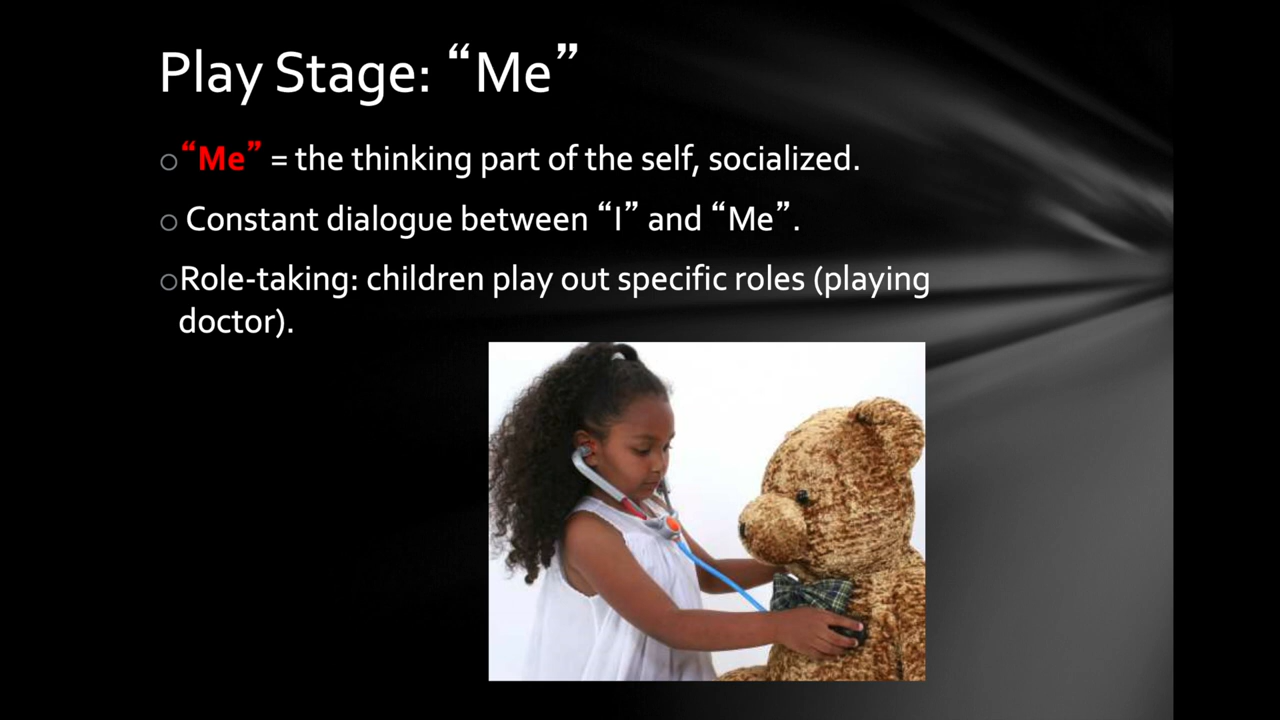 Play Stage: “Me”
“Me” = the thinking part of the self, socialized.
Constant dialogue between “I” and “Me”.
Role-taking: children play out specific roles (playing
doctor).